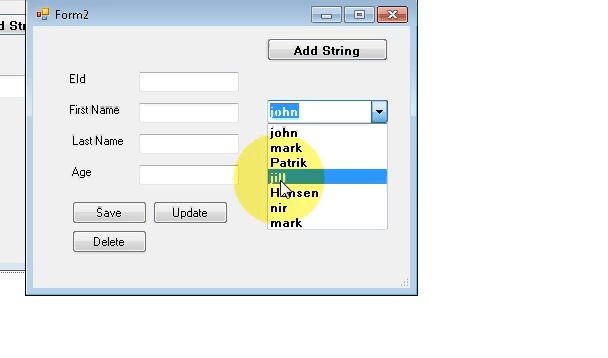 Form2
Add String
EId
First Name
john
Last Name
Age
john
mark
Patrik
jill
Hansen
nir
mark
Save
Update
Delete